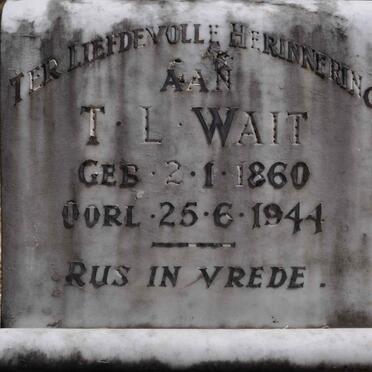 TER LIEFDEVOLLE HERINNERING
AAN
T · L · WAIT
GEB · 2 · 1 · 1860
OORL · 25 · 6 · 1944
RUS IN VREDE .